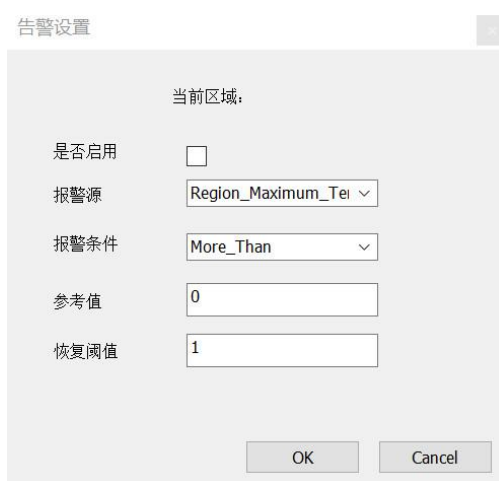 告警设置
当前区域：
是否启用
报警源 Region_Maximum_Te
报警条件 More_Than
参考值 0
恢复阈值 1
OK Cancel